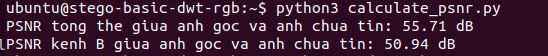 ubuntu@stego-basic-dwt-rgb:~$ python3 calculate_psnr.py
PSNR tong the giua anh goc va anh chua tin: 55.71 dB
PSNR kenh B giua anh goc va anh chua tin: 50.94 dB